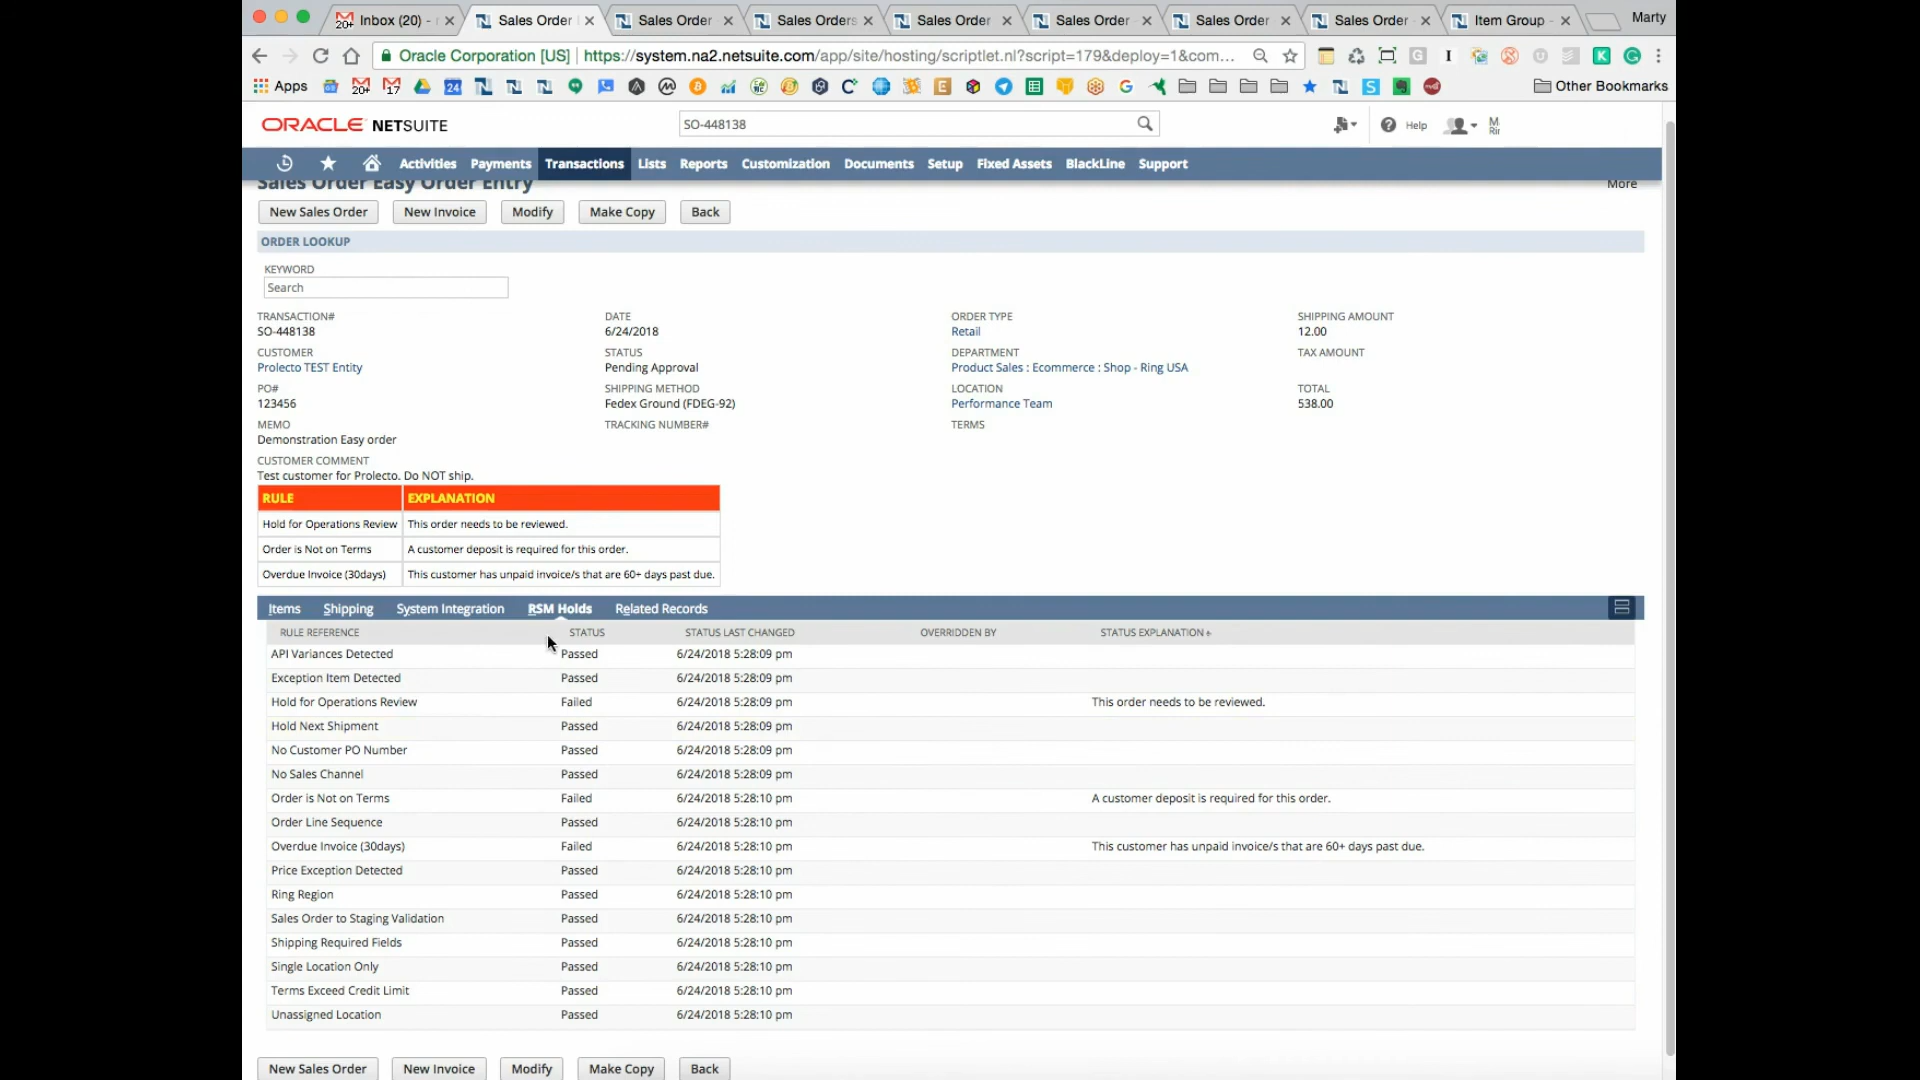 Inbox (20) -
Sales Order
Sales Order
Sales Orders
Sales Order
Sales Order
Sales Order
Sales Order
Item Group -
Marty
Oracle Corporation [US]
https://system.na2.netsuite.com/app/site/hosting/scriptlet.nl?script=179&deploy=1&com...
Apps
Other Bookmarks
ORACLE NETSUITE
SO-448138
Help
Activities
Payments
Transactions
Lists
Reports
Customization
Documents
Setup
Fixed Assets
BlackLine
Support
Sales Order Easy Order Entry
More
New Sales Order
New Invoice
Modify
Make Copy
Back
ORDER LOOKUP
KEYWORD
Search
TRANSACTION#
SO-448138
DATE
6/24/2018
ORDER TYPE
Retail
SHIPPING AMOUNT
12.00
CUSTOMER
Prolecto TEST Entity
STATUS
Pending Approval
DEPARTMENT
Product Sales : Ecommerce : Shop - Ring USA
TAX AMOUNT
PO#
123456
SHIPPING METHOD
Fedex Ground (FDEG-92)
LOCATION
Performance Team
TOTAL
538.00
MEMO
Demonstration Easy order
TRACKING NUMBER#
TERMS
CUSTOMER COMMENT
Test customer for Prolecto. Do NOT ship.
RULE EXPLANATION
Hold for Operations Review This order needs to be reviewed.
Order is Not on Terms A customer deposit is required for this order.
Overdue Invoice (30days) This customer has unpaid invoice/s that are 60+ days past due.
Items
Shipping
System Integration
RSM Holds
Related Records
RULE REFERENCE STATUS STATUS LAST CHANGED OVERRIDDEN BY STATUS EXPLANATION
API Variances Detected Passed 6/24/2018 5:28:09 pm
Exception Item Detected Passed 6/24/2018 5:28:09 pm
Hold for Operations Review Failed 6/24/2018 5:28:09 pm This order needs to be reviewed.
Hold Next Shipment Passed 6/24/2018 5:28:09 pm
No Customer PO Number Passed 6/24/2018 5:28:09 pm
No Sales Channel Passed 6/24/2018 5:28:09 pm
Order is Not on Terms Failed 6/24/2018 5:28:10 pm A customer deposit is required for this order.
Order Line Sequence Passed 6/24/2018 5:28:10 pm
Overdue Invoice (30days) Failed 6/24/2018 5:28:10 pm This customer has unpaid invoice/s that are 60+ days past due.
Price Exception Detected Passed 6/24/2018 5:28:10 pm
Ring Region Passed 6/24/2018 5:28:10 pm
Sales Order to Staging Validation Passed 6/24/2018 5:28:10 pm
Shipping Required Fields Passed 6/24/2018 5:28:10 pm
Single Location Only Passed 6/24/2018 5:28:10 pm
Terms Exceed Credit Limit Passed 6/24/2018 5:28:10 pm
Unassigned Location Passed 6/24/2018 5:28:10 pm
New Sales Order
New Invoice
Modify
Make Copy
Back